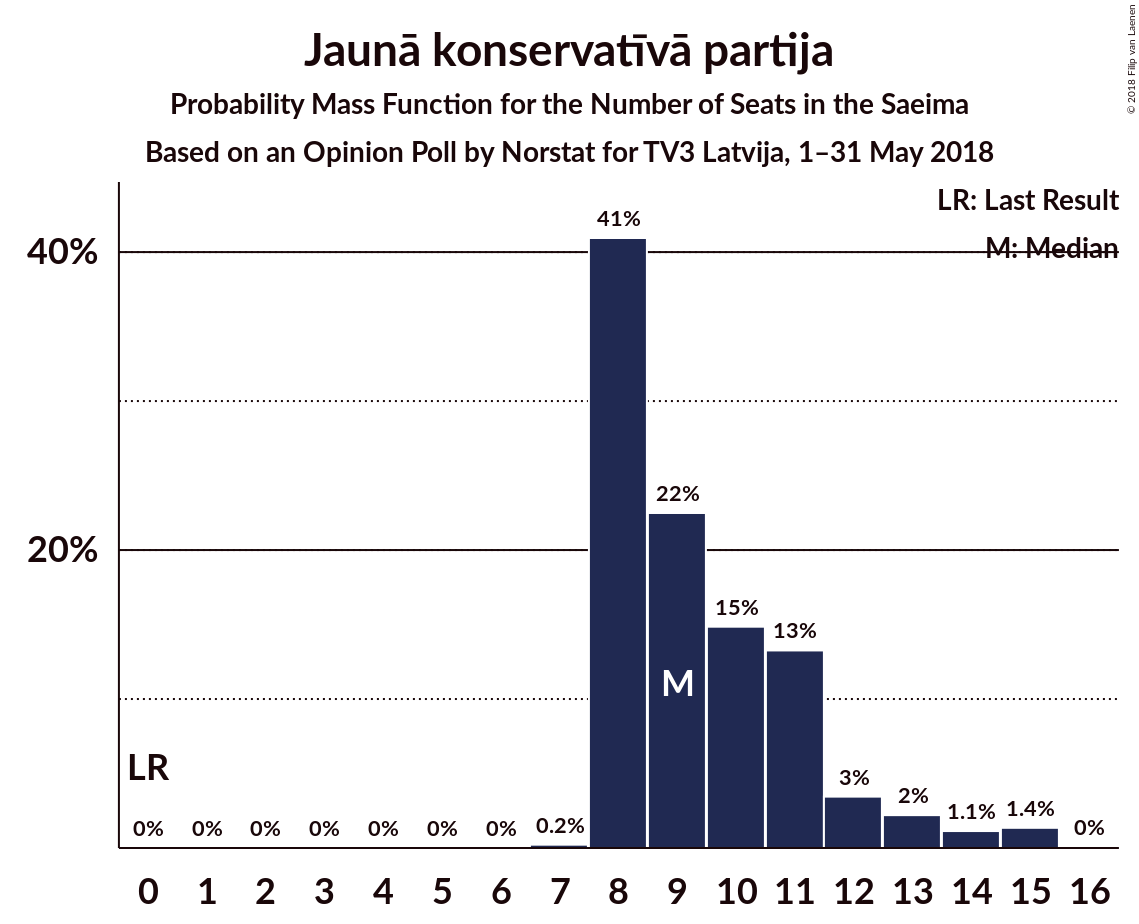 Jaunā konservatīvā partija
Probability Mass Function for the Number of Seats in the Saeima
Based on an Opinion Poll by Norstat for TV3 Latvija, 1–31 May 2018
© 2018 Filip van Laenen
LR: Last Result
M: Median
40%
20%
41%
22%
15%
13%
3%
2%
1.1%
1.4%
0%
0%
0%
0%
0%
0%
0%
0%
0.2%
M
LR
0 1 2 3 4 5 6 7 8 9 10 11 12 13 14 15 16